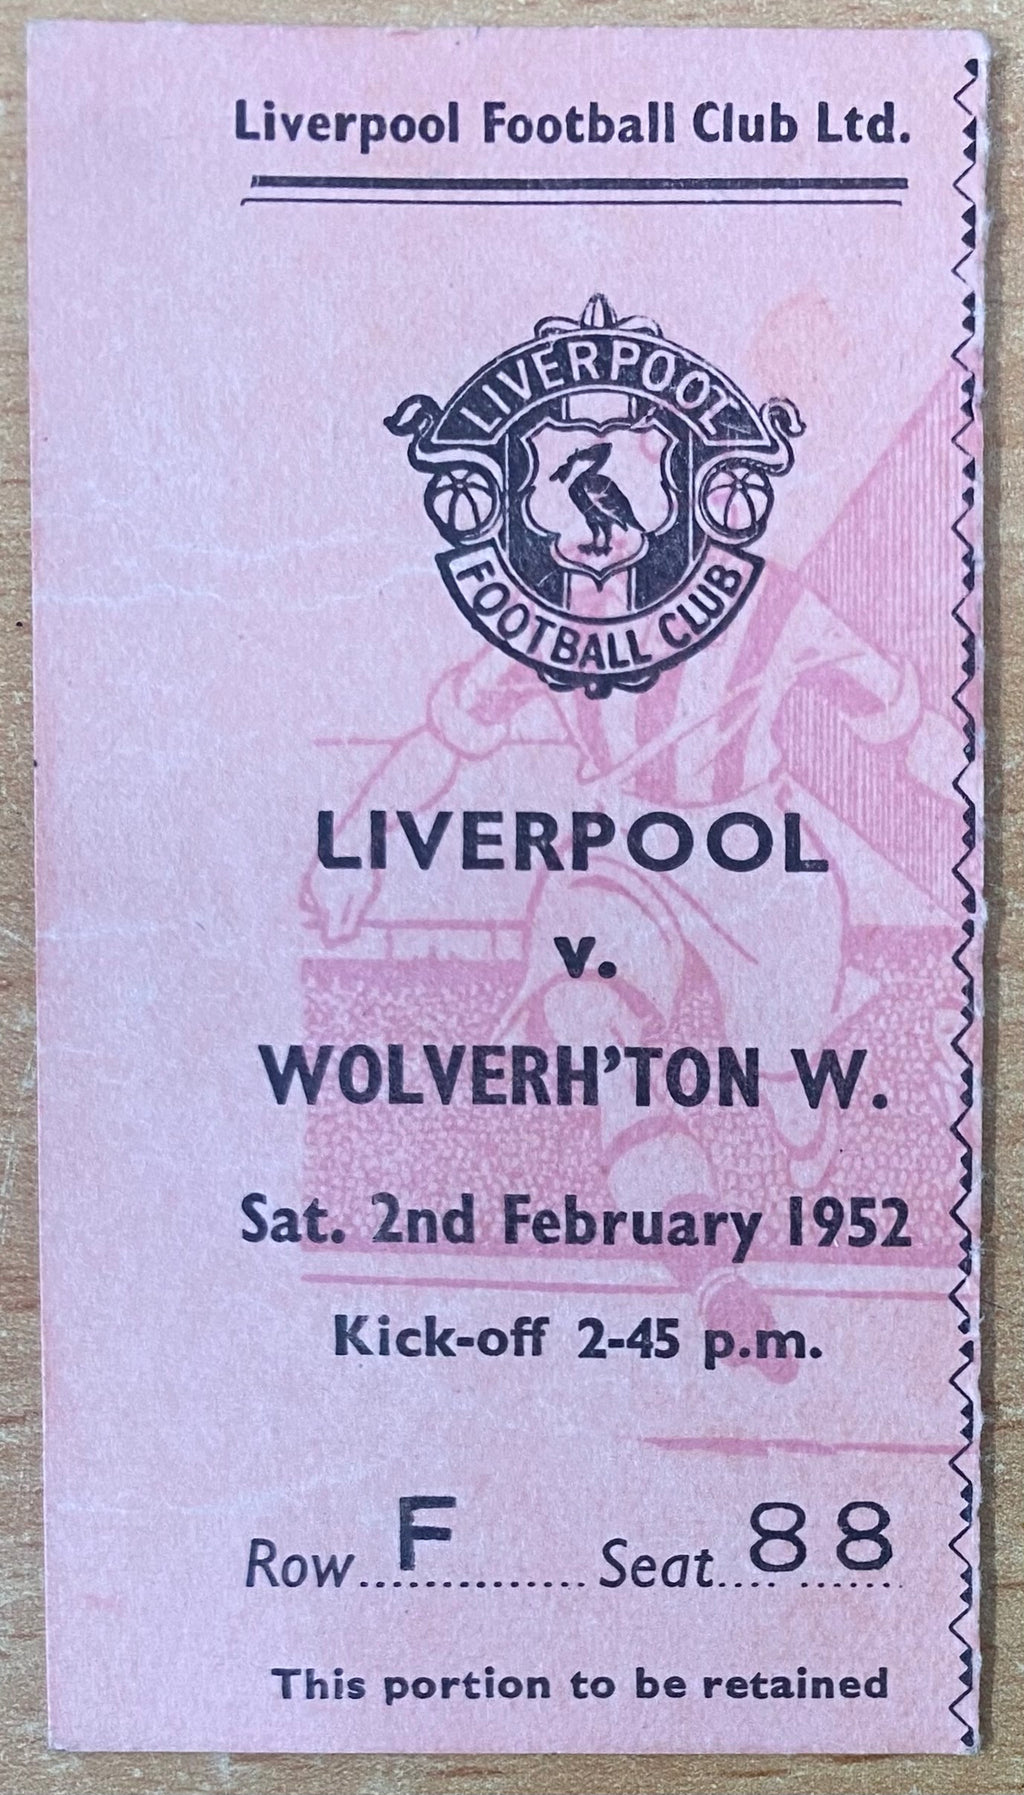 Liverpool Football Club Ltd.
LIVERPOOL
FOOTBALL CLUB
LIVERPOOL
v.
WOLVERH'TON W.
Sat. 2nd February 1952
Kick-off 2-45 p.m.
Row F Seat 88
This portion to be retained